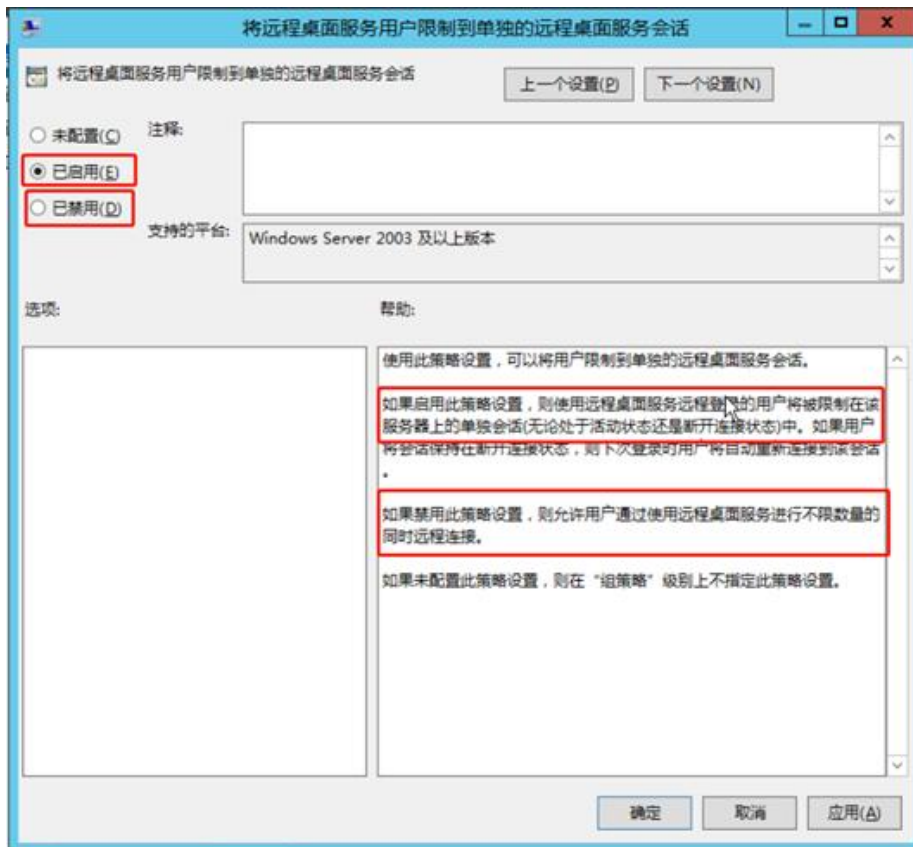 将远程桌面服务用户限制到单独的远程桌面服务会话
将远程桌面服务用户限制到单独的远程桌面服务会话
上一个设置(P)
下一个设置(N)
未配置(C)
注释:
已启用(E)
已禁用(D)
支持的平台:
Windows Server 2003 及以上版本
选项:
帮助:
使用此策略设置，可以将用户限制到单独的远程桌面服务会话。
如果启用此策略设置，则使用远程桌面服务远程登录的用户将被限制在该
服务器上的单独会话(无论处于活动状态还是断开连接状态)中。如果用户
将会话保持在断开连接状态，则下次登录时用户将自动重新连接到该会话
。
如果禁用此策略设置，则允许用户通过使用远程桌面服务进行不限数量的
同时远程连接。
如果未配置此策略设置，则在“组策略”级别上不指定此策略设置。
确定
取消
应用(A)